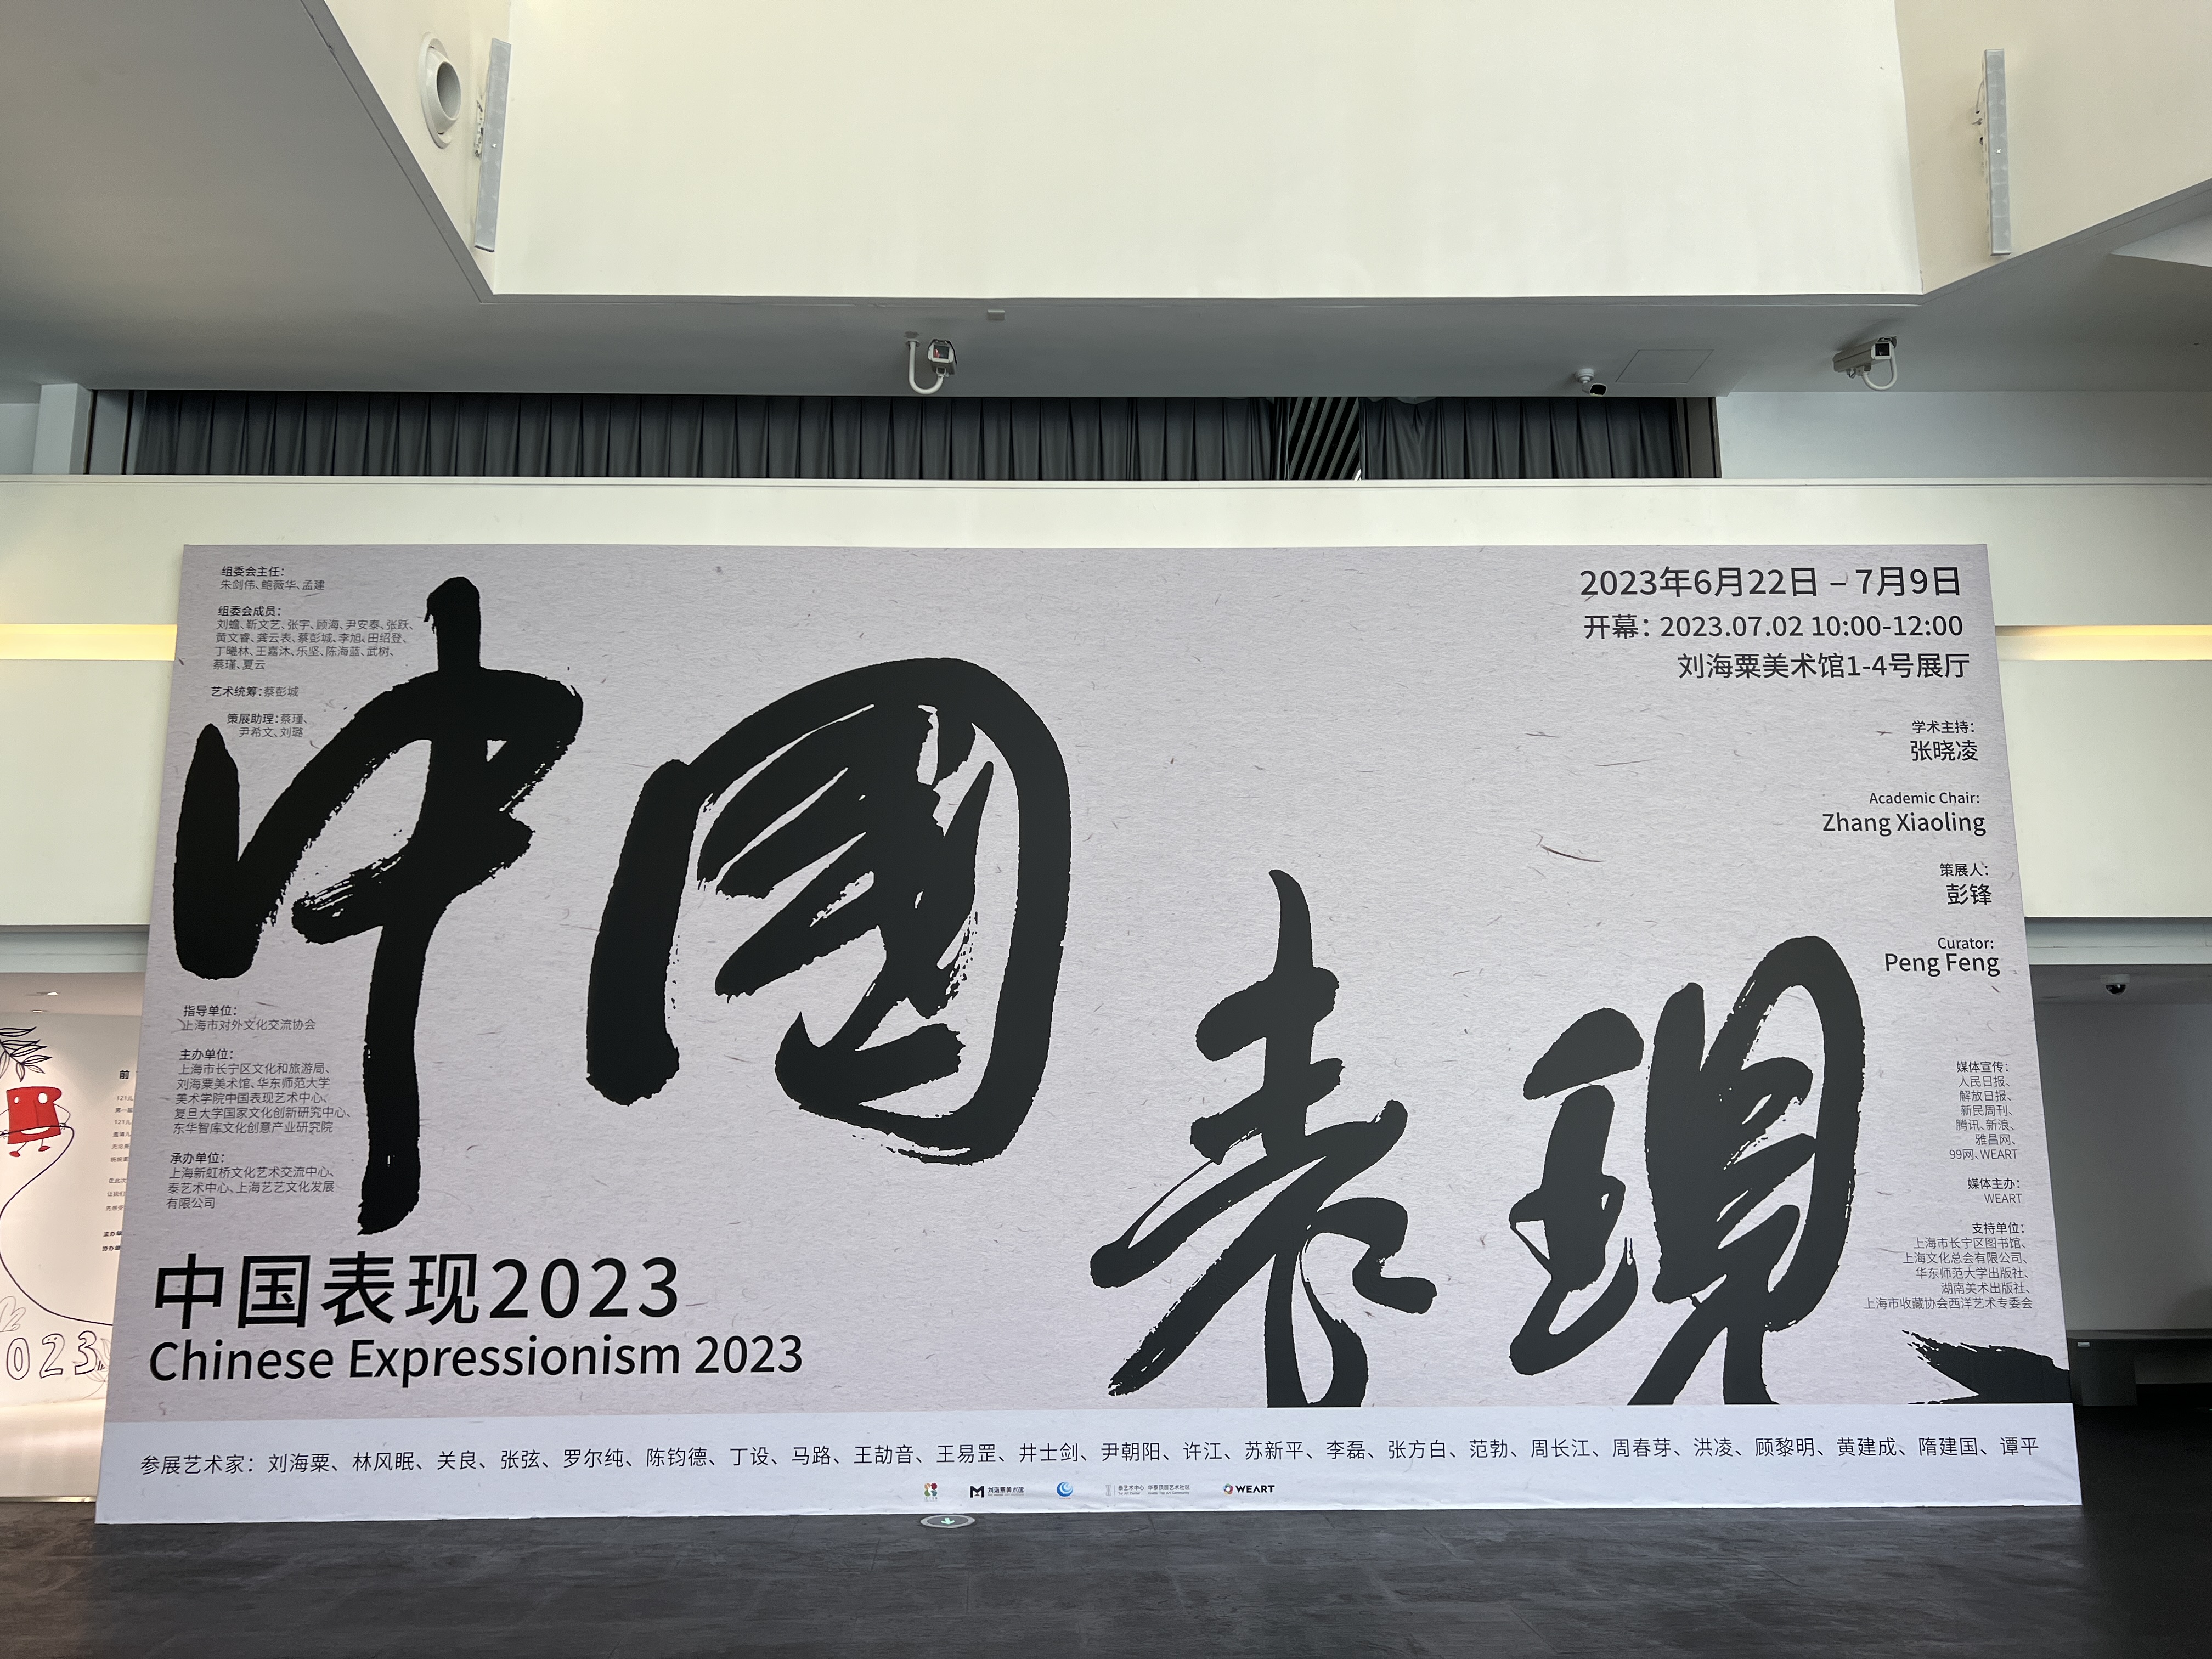 组委会主任：
朱剑伟、鲍薇华、孟建
组委会成员：
刘蟾、靳文艺、张宇、顾海、尹安泰、张跃、
黄文睿、龚云表、蔡彭城、李旭、田绍登、
丁曦林、王嘉沐、乐坚、陈海蓝、武树、
蔡瑾、夏云
艺术统筹：蔡彭城
策展助理：蔡瑾、
尹希文、刘璐
2023年6月22日 – 7月9日
开幕：2023.07.02 10:00-12:00
刘海粟美术馆1-4号展厅
学术主持：
张晓凌
Academic Chair:
Zhang Xiaoling
策展人：
彭锋
Curator:
Peng Feng
中國
表現
指导单位：
上海市对外文化交流协会
主办单位：
上海市长宁区文化和旅游局、
刘海粟美术馆、华东师范大学
美术学院中国表现艺术中心、
复旦大学国家文化创新研究中心、
东华智库文化创意产业研究院
承办单位：
上海新虹桥文化艺术交流中心、
泰艺术中心、上海艺艺文化发展
有限公司
媒体宣传：
人民日报、
解放日报、
新民周刊、
腾讯、新浪、
雅昌网、
99网、WEART
媒体主办：
WEART
支持单位：
上海市长宁区图书馆、
上海文化总会有限公司、
华东师范大学出版社、
湖南美术出版社、
上海市收藏协会西洋艺术专委会
中国表现2023
Chinese Expressionism 2023
参展艺术家：刘海粟、林风眠、关良、张弦、罗尔纯、陈钧德、丁设、马路、王劼音、王易罡、井士剑、尹朝阳、许江、苏新平、李磊、张方白、范勃、周长江、周春芽、洪凌、顾黎明、黄建成、隋建国、谭平
刘海粟美术馆
泰艺术中心
WEART
前
023